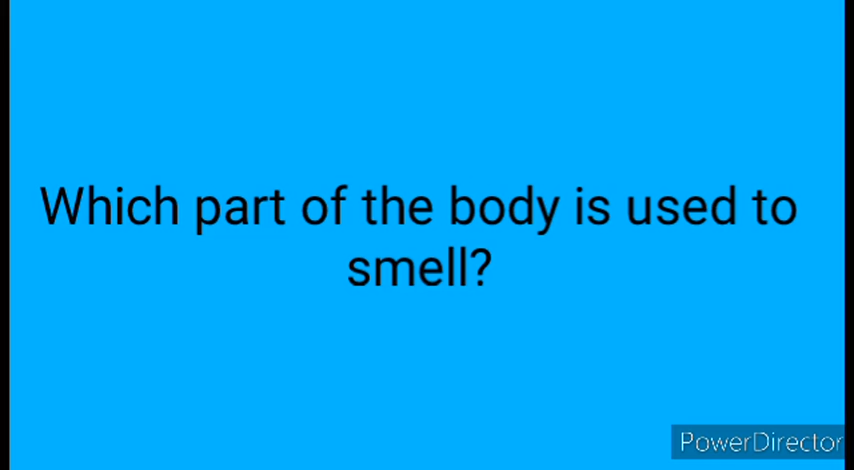 Which part of the body is used to
smell?
PowerDirector